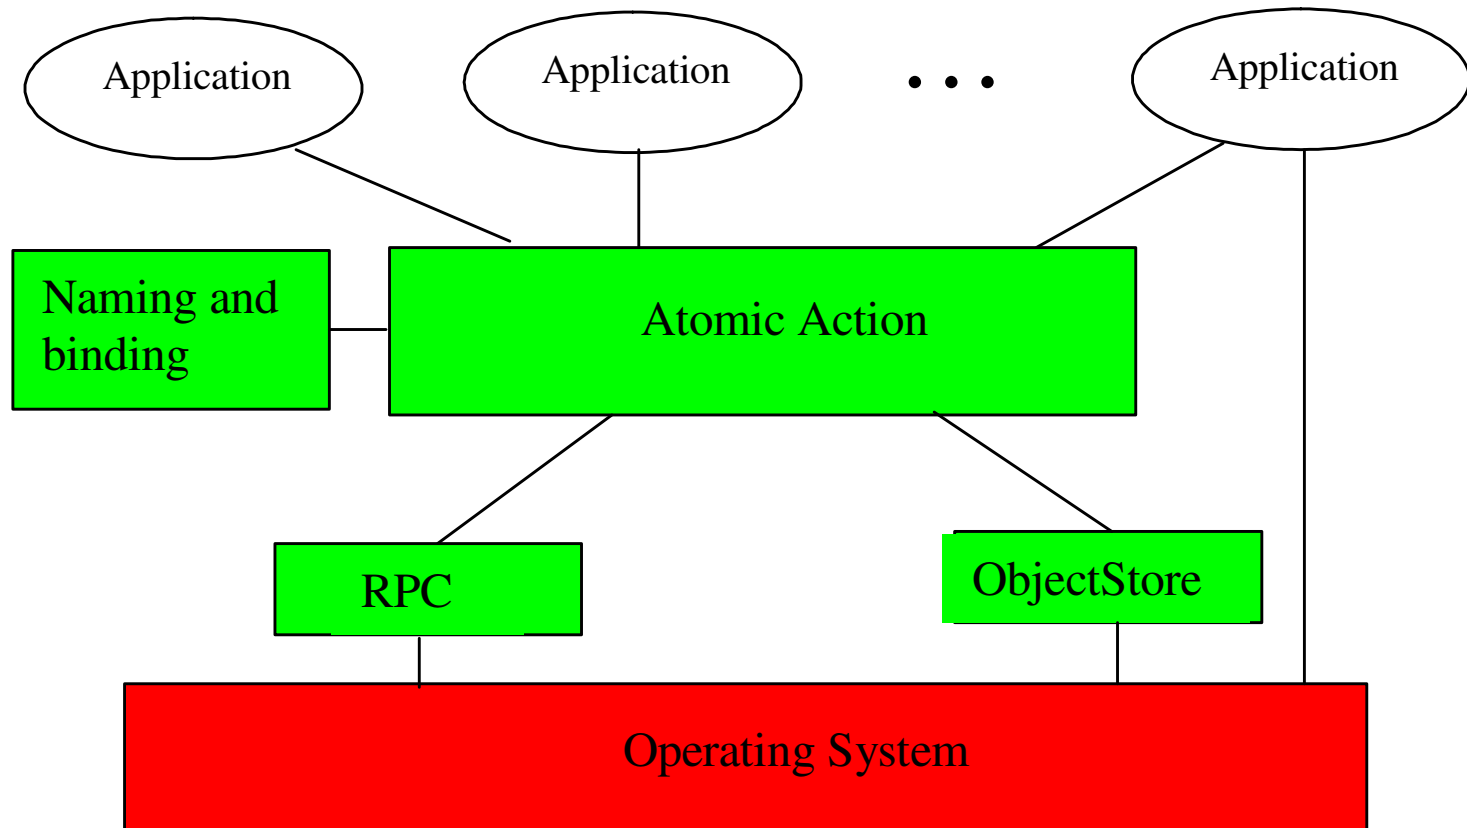 Application
Application
• • •
Application
Naming and
binding
Atomic Action
RPC
ObjectStore
Operating System